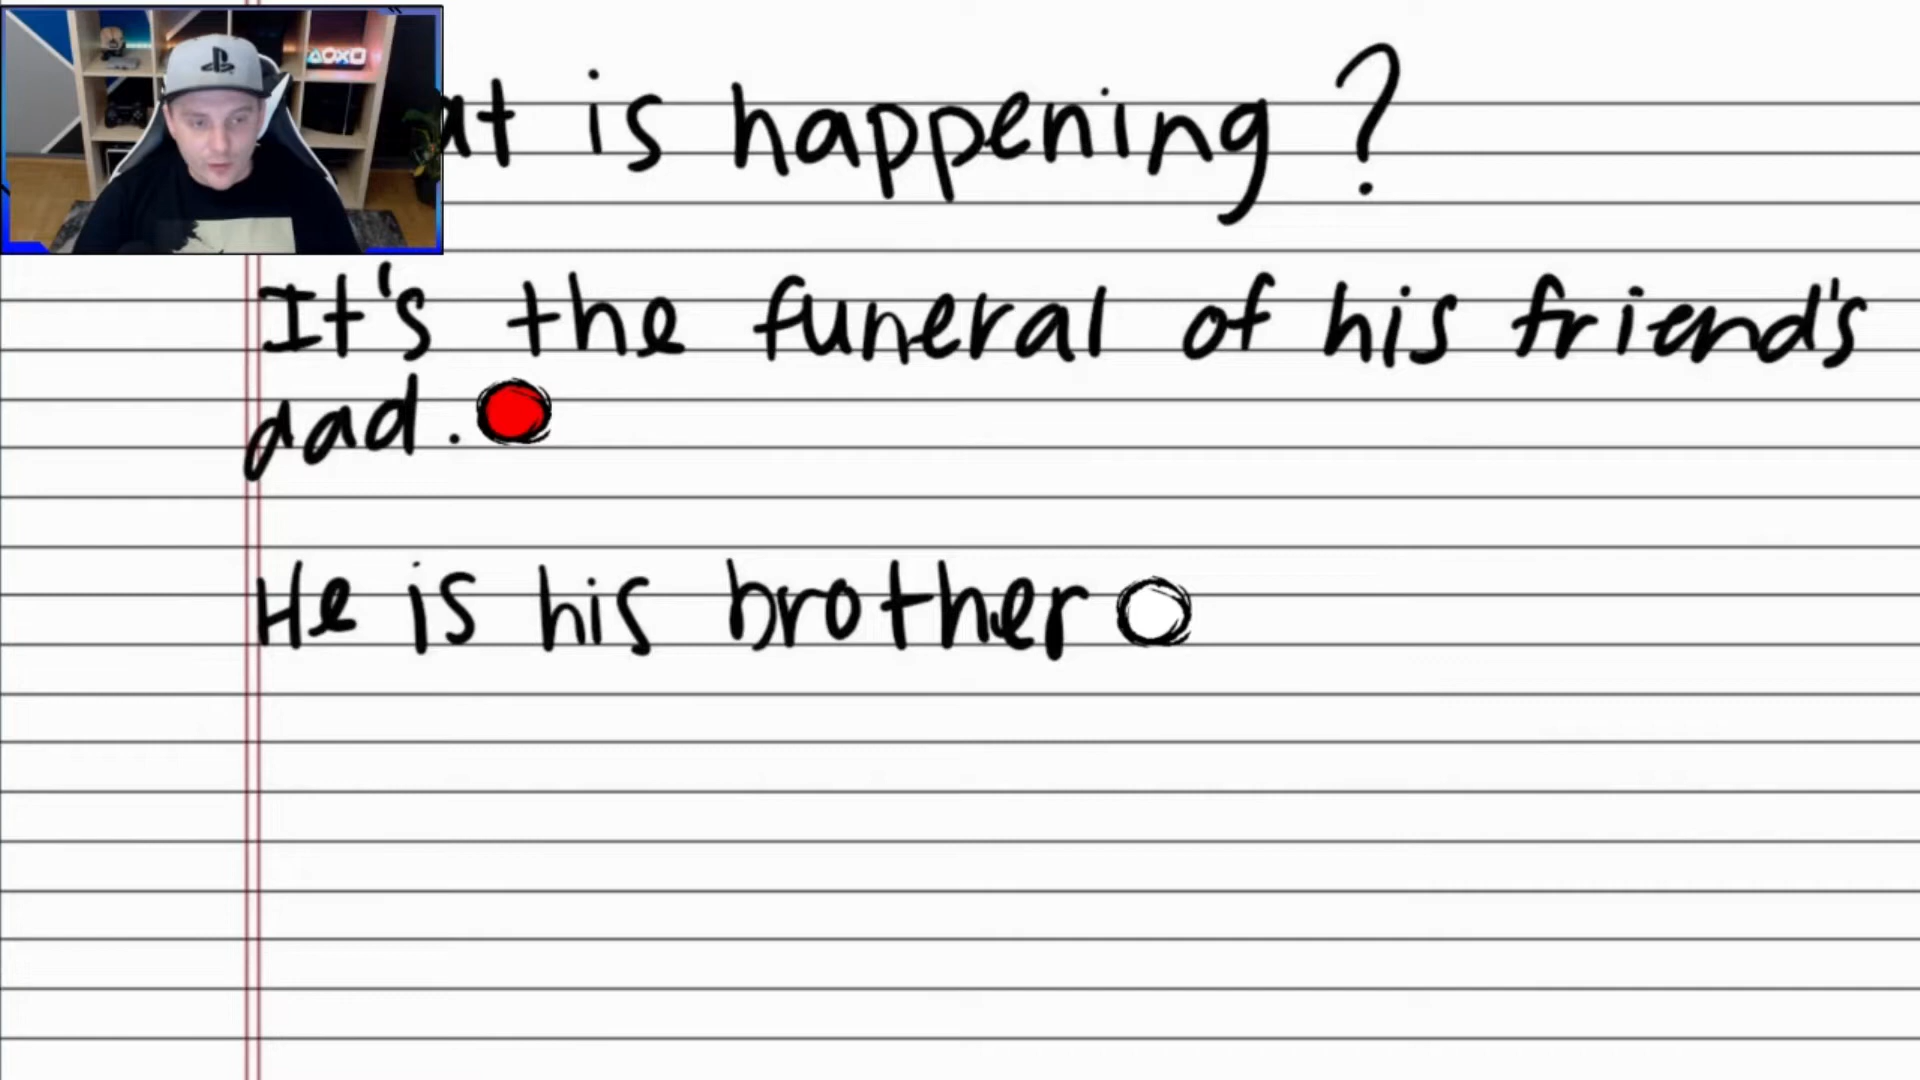 at is happening ?
It's the funeral of his friend's
dad.
He is his brother